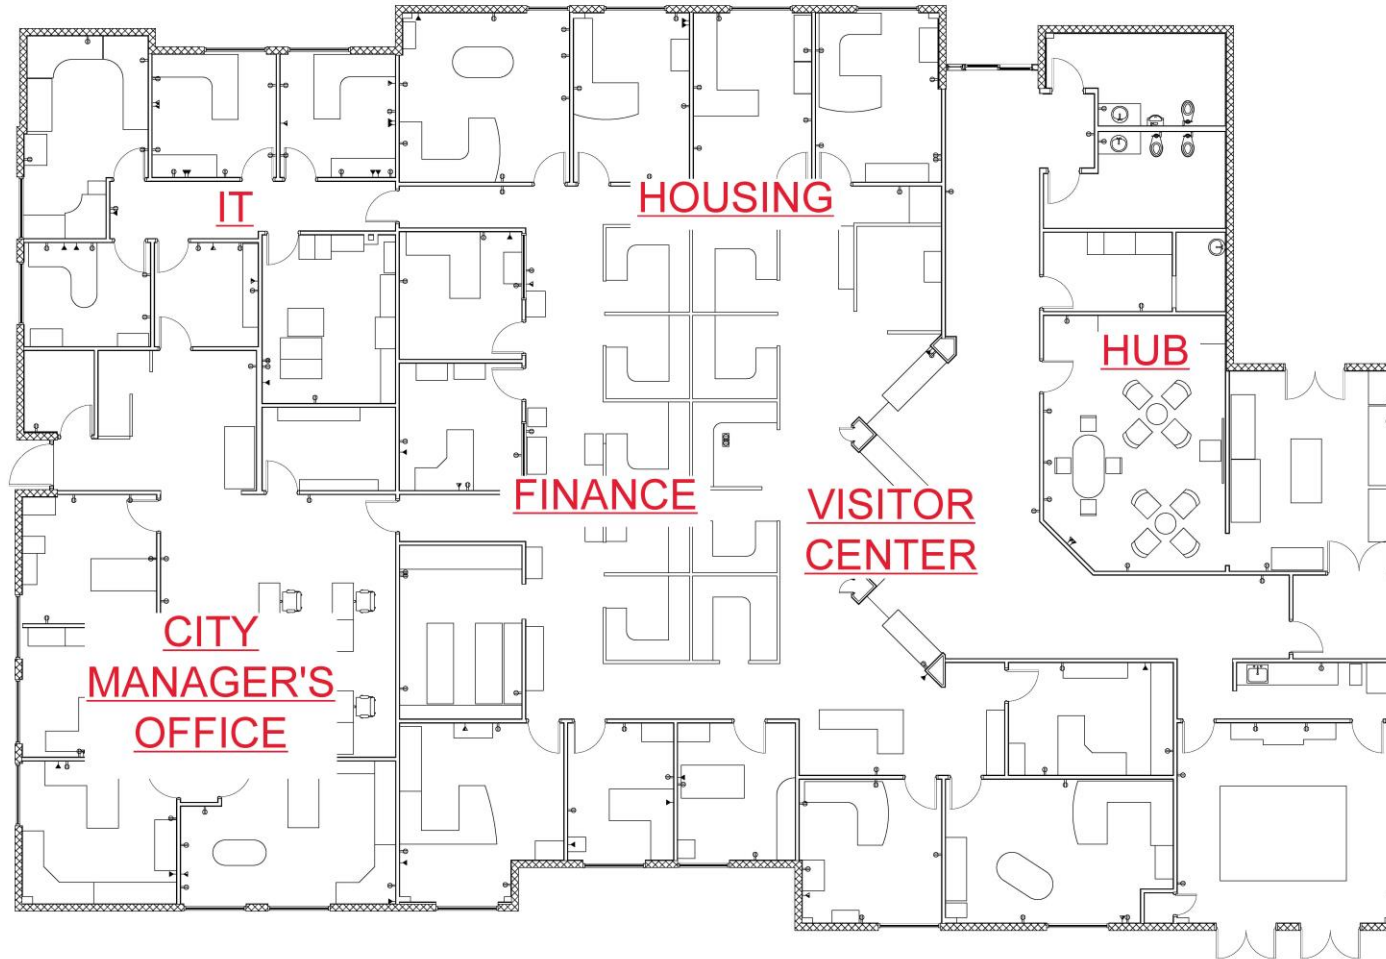 IT
HOUSING
HUB
FINANCE
VISITOR
CENTER
CITY
MANAGER'S
OFFICE